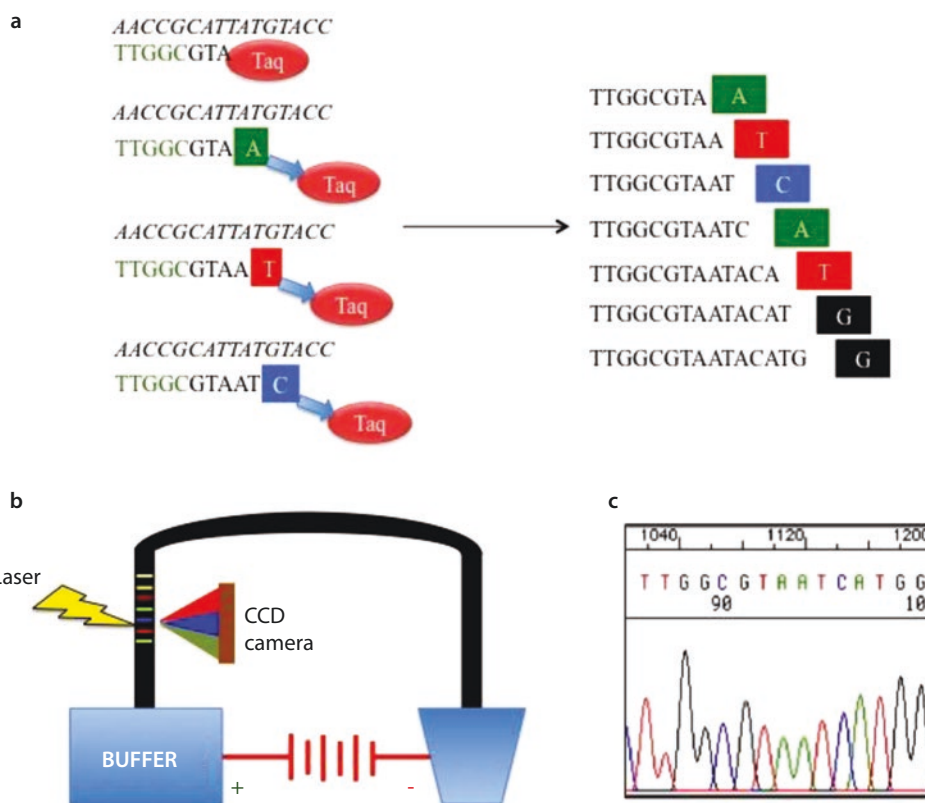 a
AACCGCATTATGTACC
TTGGCGTA Taq
AACCGCATTATGTACC
TTGGCGTA A
Taq
AACCGCATTATGTACC
TTGGCGTAA T
Taq
AACCGCATTATGTACC
TTGGCGTAAT C
Taq
TTGGCGTA A
TTGGCGTAA T
TTGGCGTAAT C
TTGGCGTAATC A
TTGGCGTAATACA T
TTGGCGTAATACAT G
TTGGCGTAATACATG G
b
Laser
CCD
camera
BUFFER
+ -
c
1040 1120 1200
T T G G C G T A A T C A T G G
90 10